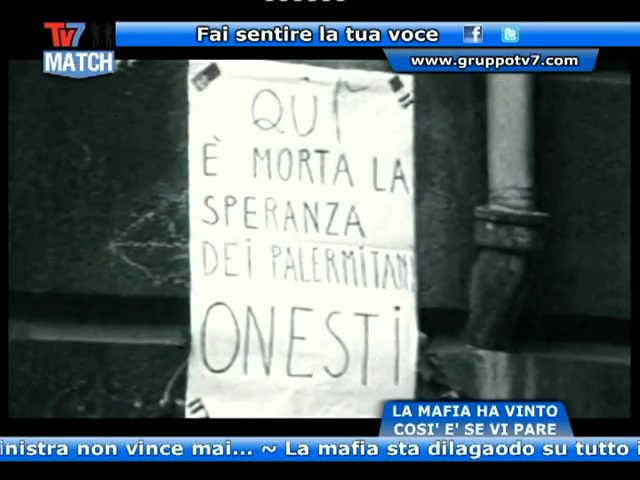 TV7
MATCH
Fai sentire la tua voce
www.gruppotv7.com
QUI
È MORTA LA
SPERANZA
DEI PALERMITANI
ONESTI
LA MAFIA HA VINTO
COSI' E' SE VI PARE
inistra non vince mai... ~ La mafia sta dilagaodo su tutto i